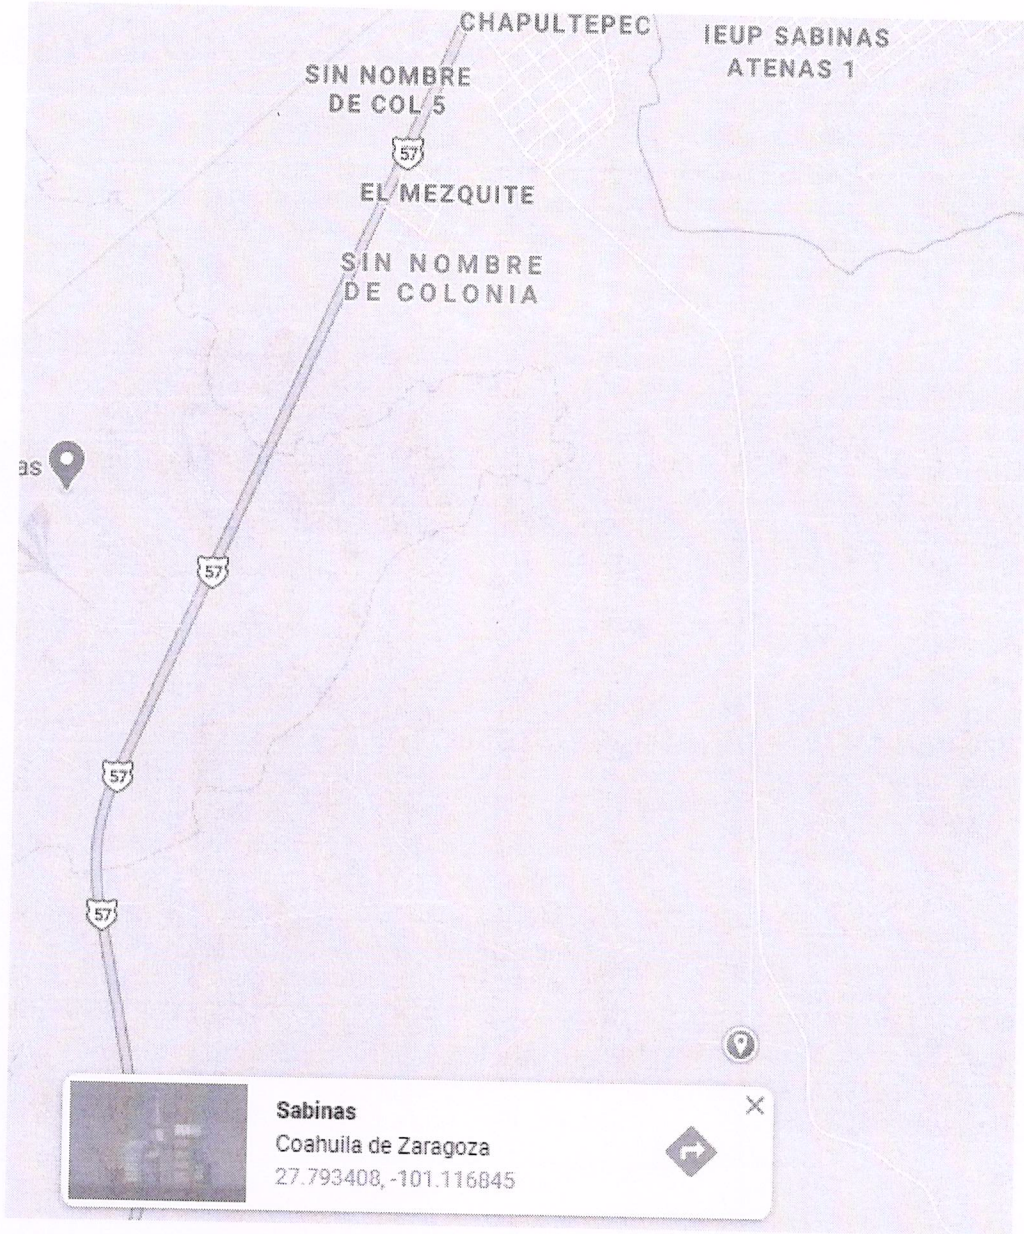 CHAPULTEPEC
IEUP SABINAS
ATENAS 1
SIN NOMBRE
DE COL 5
57
EL MEZQUITE
SIN NOMBRE
DE COLONIA
as
57
57
57
Sabinas
Coahuila de Zaragoza
27.793408, -101.116845